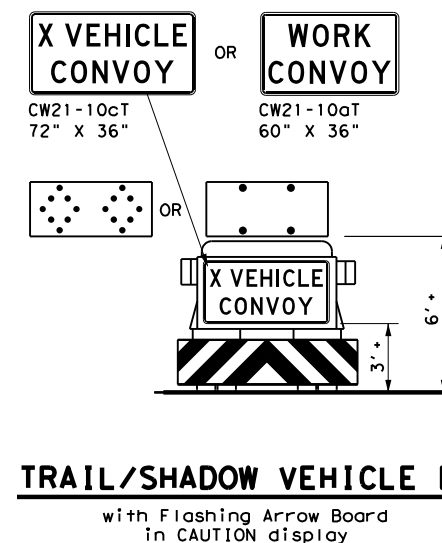 X VEHICLE
CONVOY
OR
WORK
CONVOY
CW21-10cT
72" X 36"
CW21-10aT
60" X 36"
OR
X VEHICLE
CONVOY
6'+
3'+
TRAIL/SHADOW VEHICLE
with Flashing Arrow Board
in CAUTION display